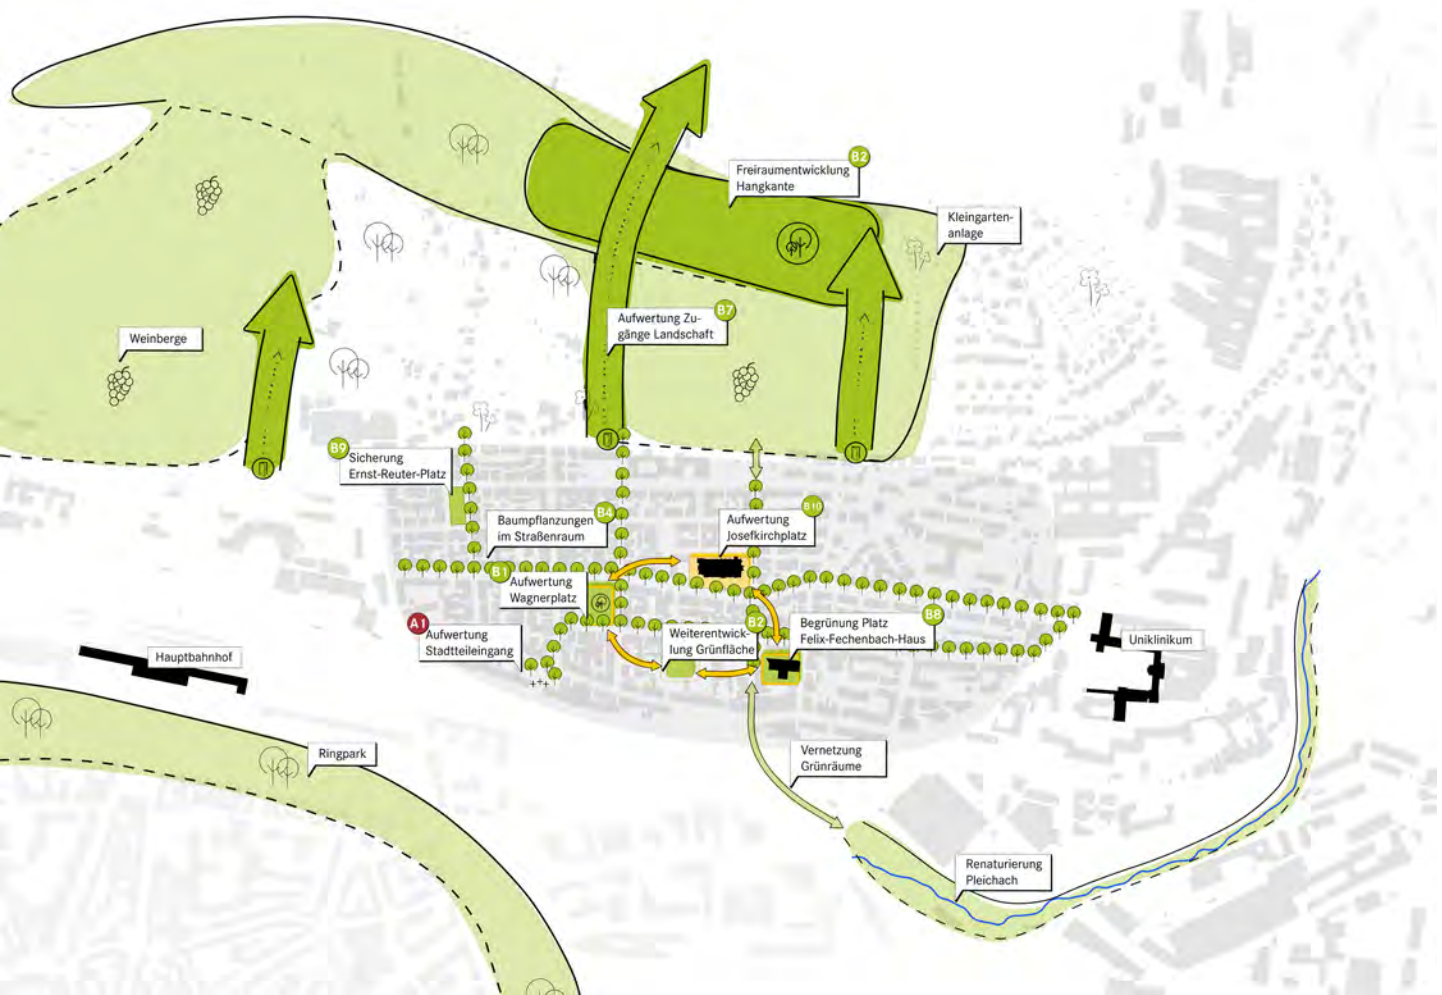 B2
Freiraumentwicklung
Hangkante
Kleingarten-
anlage
B7
Aufwertung Zu-
gänge Landschaft
Weinberge
B9
Sicherung
Ernst-Reuter-Platz
B4
Baumpflanzungen
im Straßenraum
B10
Aufwertung
Josefkirchplatz
B1
Aufwertung
Wagnerplatz
A1
Aufwertung
Stadtteileingang
B2
Weiterentwick-
lung Grünfläche
B8
Begrünung Platz
Felix-Fechenbach-Haus
Uniklinikum
Hauptbahnhof
Ringpark
Vernetzung
Grünräume
Renaturierung
Pleichach